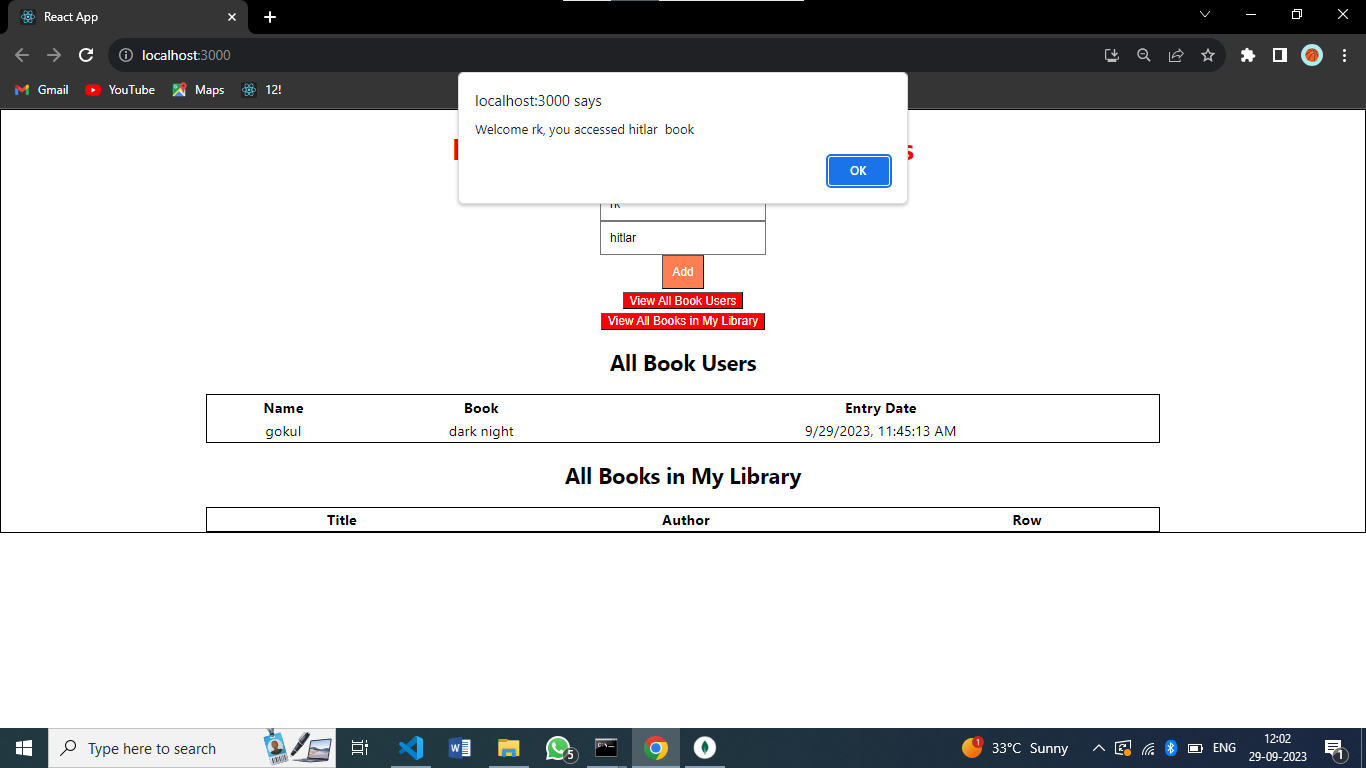 React App
localhost:3000
Gmail YouTube Maps 12!
localhost:3000 says
Welcome rk, you accessed hitlar  book
OK
rk
hitlar
Add
View All Book Users
View All Books in My Library
All Book Users
Name Book Entry Date
gokul dark night 9/29/2023, 11:45:13 AM
All Books in My Library
Title Author Row
Type here to search
5
1
33°C Sunny
ENG
12:02
29-09-2023
1